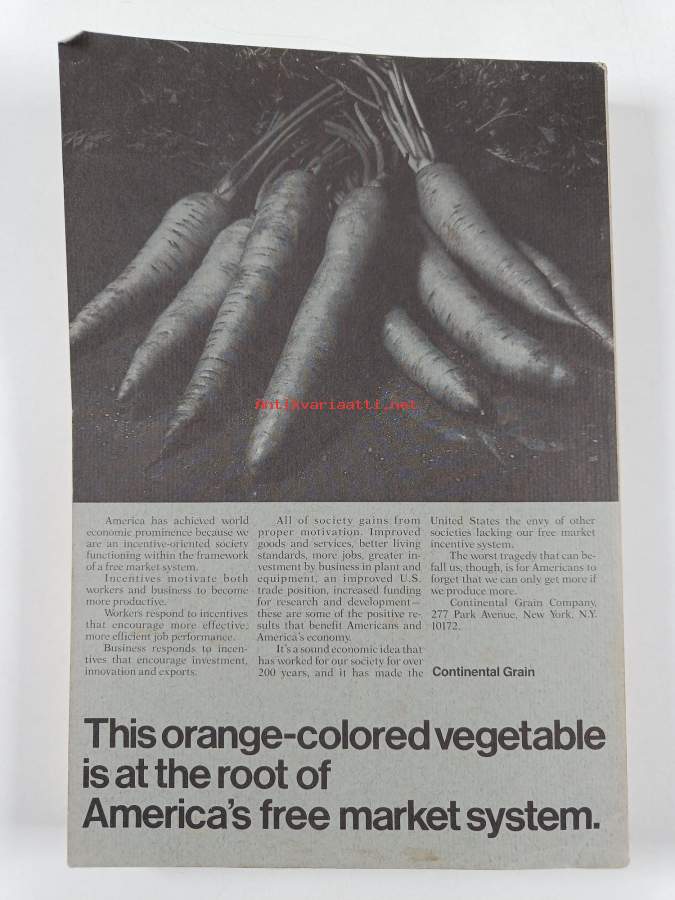 Antikvariaatti.net
America has achieved world
economic prominence because we
are an incentive-oriented society
functioning within the framework
of a free market system.
Incentives motivate both
workers and business to become
more productive.
Workers respond to incentives
that encourage more effective,
more efficient job performance.
Business responds to incen-
tives that encourage investment,
innovation and exports.
All of society gains from
proper motivation. Improved
goods and services, better living
standards, more jobs, greater in-
vestment by business in plant and
equipment, an improved U.S.
trade position, increased funding
for research and development—
these are some of the positive re-
sults that benefit Americans and
America's economy.
It's a sound economic idea that
has worked for our society for over
200 years, and it has made the
United States the envy of other
societies lacking our free market
incentive system.
The worst tragedy that can be-
fall us, though, is for Americans to
forget that we can only get more if
we produce more.
Continental Grain Company,
277 Park Avenue, New York, N.Y.
10172.
Continental Grain
This orange-colored vegetable
is at the root of
America's free market system.